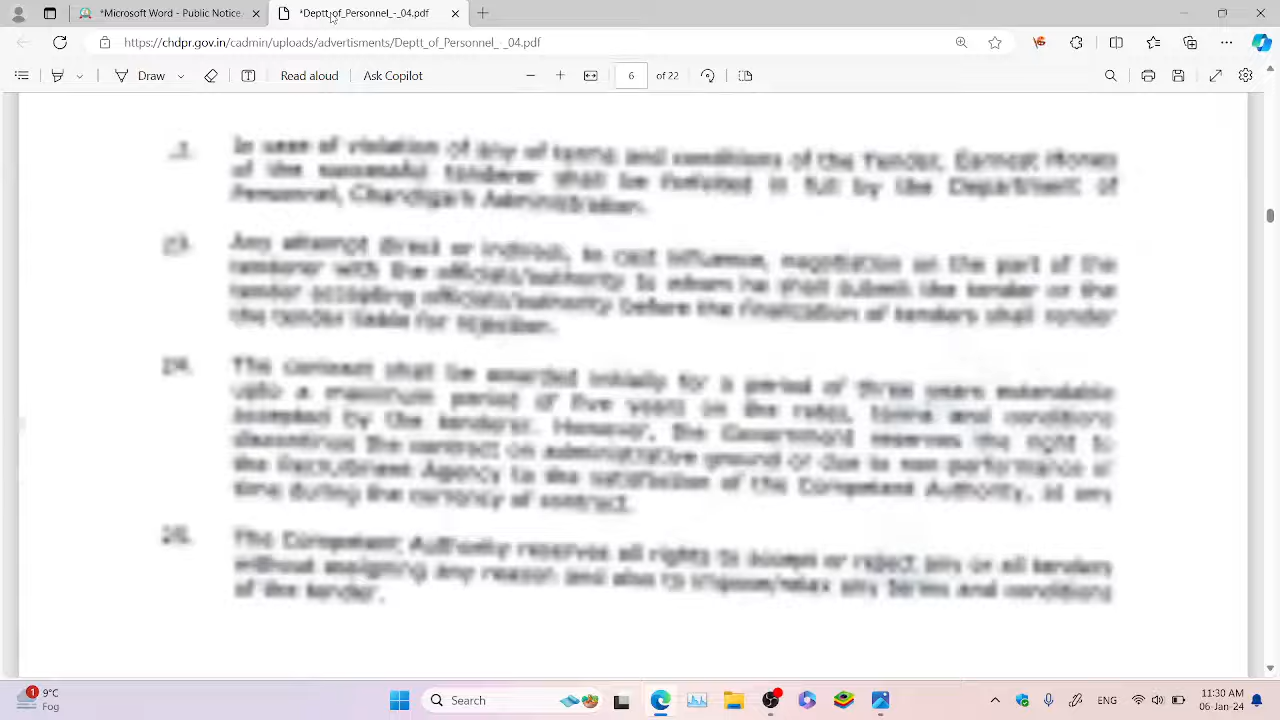 *Microsoft Word - Public Notice
*Deptt_of_Personnel_-_04.pdf
https://chdpr.gov.in/cadmin/uploads/advertisments/Deptt_of_Personnel_-_04.pdf
Draw
Read aloud
Ask Copilot
6 of 22
In case of violation of any of terms and conditions of the Tender, Earnest Money
of the successful tenderer shall be forfeited in full by the Department of
Personnel, Chandigarh Administration.
23. Any attempt direct or indirect, to cast influence, negotiation on the part of the
tenderer with the officials/authority to whom he shall submit the tender or the
tender accepting officials/authority before the finalization of tenders shall render
the tender liable for rejection.
24. The contract shall be awarded initially for a period of three years extendable
upto a maximum period of five years on the rates, terms and conditions
accepted by the tenderer. However, the Government reserves the right to
discontinue the contract on administrative ground or due to non performance of
the Recruitment Agency to the satisfaction of the Competent Authority, at any
time during the currency of contract.
25. The Competent Authority reserves all rights to accept or reject any or all tenders
without assigning any reason and also to impose/relax any terms and conditions
of the tender.
1
9°C
Fog
Search
ENG
06-Jan-24